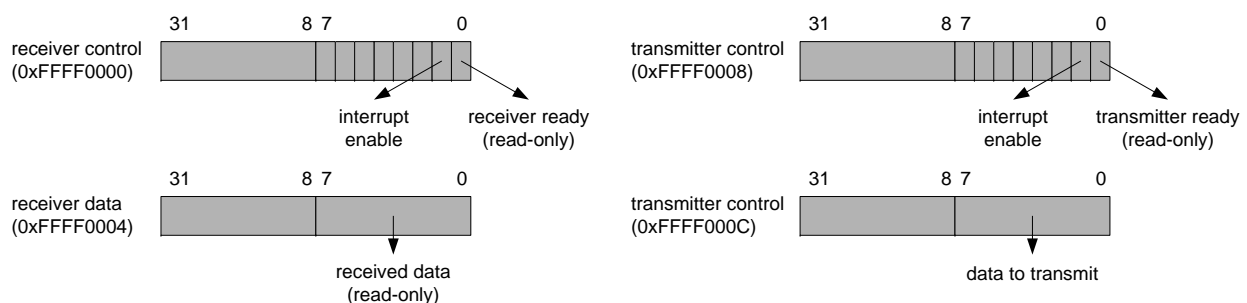 31 8 7 0
receiver control
(0xFFFF0000)
interrupt
enable
receiver ready
(read-only)
31 8 7 0
transmitter control
(0xFFFF0008)
interrupt
enable
transmitter ready
(read-only)
31 8 7 0
receiver data
(0xFFFF0004)
received data
(read-only)
31 8 7 0
transmitter control
(0xFFFF000C)
data to transmit